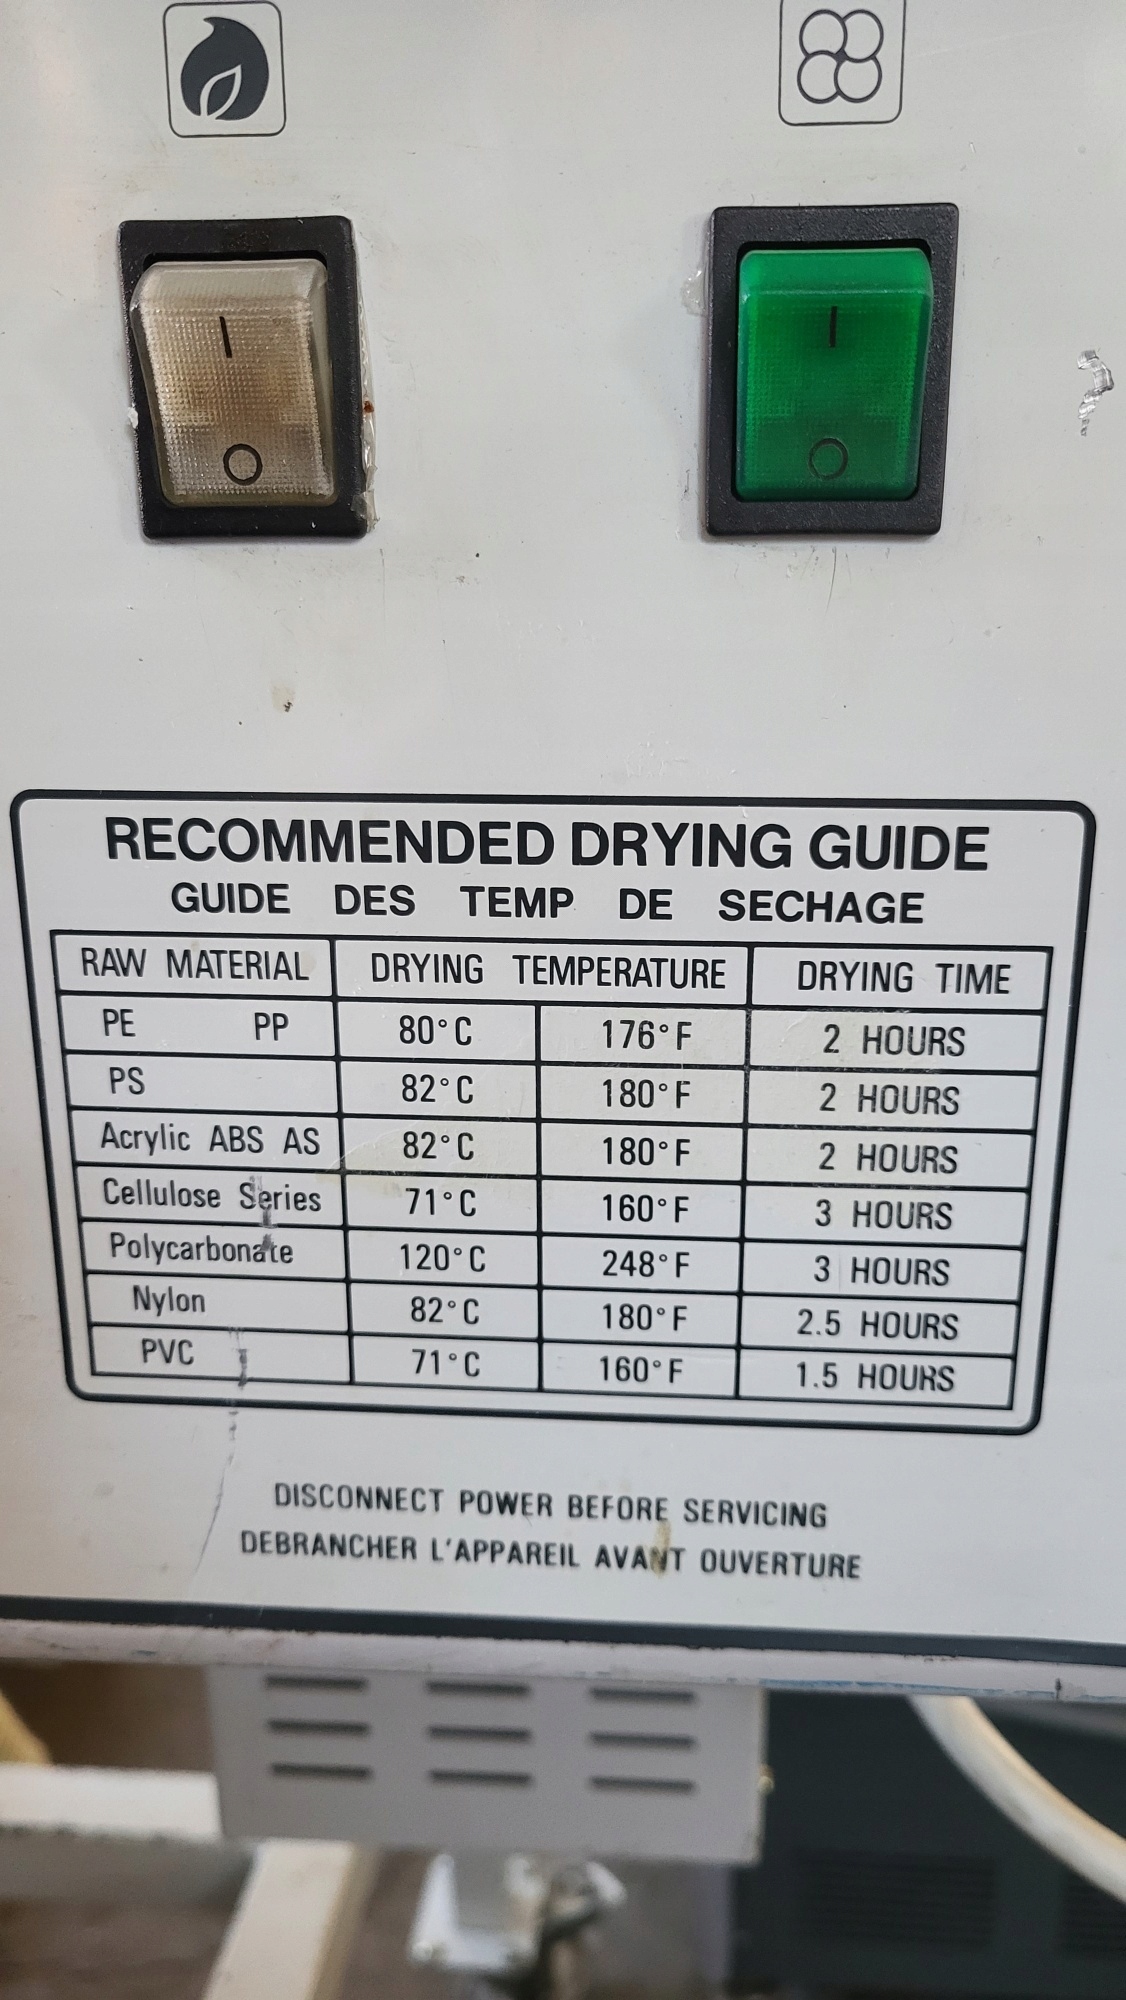 RECOMMENDED DRYING GUIDE
GUIDE DES TEMP DE SECHAGE
RAW MATERIAL DRYING TEMPERATURE DRYING TIME
PE PP 80°C 176°F 2 HOURS
PS 82°C 180°F 2 HOURS
Acrylic ABS AS 82°C 180°F 2 HOURS
Cellulose Series 71°C 160°F 3 HOURS
Polycarbonate 120°C 248°F 3 HOURS
Nylon 82°C 180°F 2.5 HOURS
PVC 71°C 160°F 1.5 HOURS
DISCONNECT POWER BEFORE SERVICING
DEBRANCHER L'APPAREIL AVANT OUVERTURE